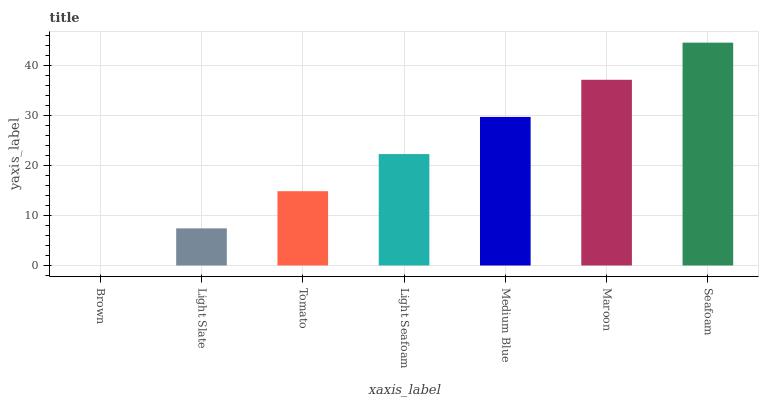 title
yaxis_label
40
30
20
10
0
Brown
Light Slate
Tomato
Light Seafoam
Medium Blue
Maroon
Seafoam
xaxis_label